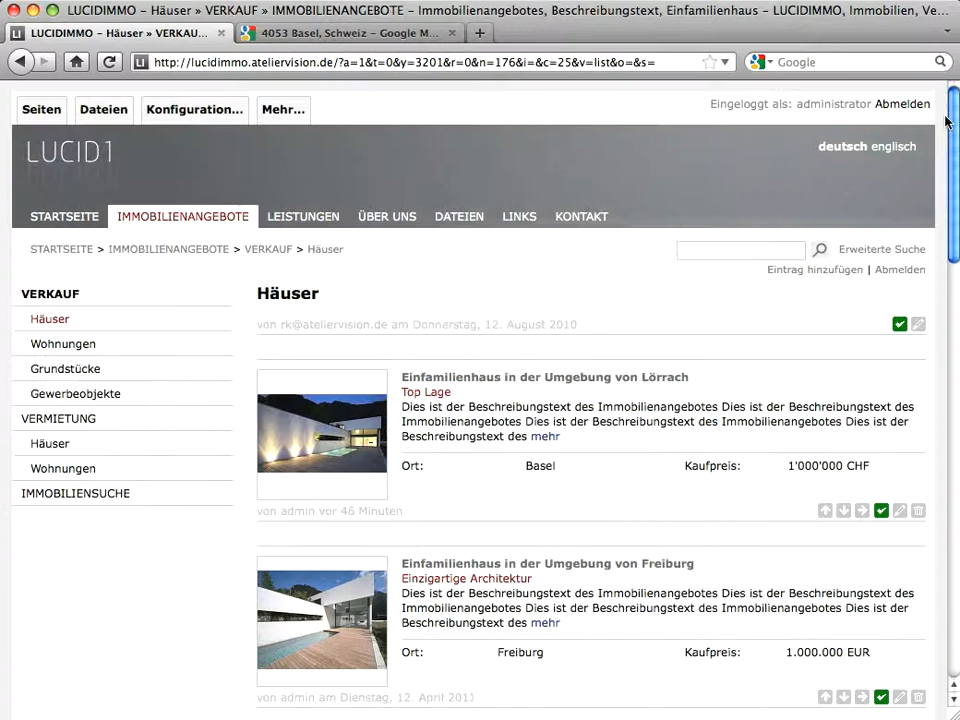 LUCIDIMMO – Häuser » VERKAUF » IMMOBILIENANGEBOTE – Immobilienangebotes, Beschreibungstext, Einfamilienhaus – LUCIDIMMO, Immobilien, Ve...
LUCIDIMMO – Häuser » VERKAU... × 4053 Basel, Schweiz – Google M... × +
http://lucidimmo.ateliervision.de/?a=1&t=0&y=3201&r=0&n=176&i=&c=25&v=list&o=&s= Google
Seiten Dateien Konfiguration... Mehr... Eingeloggt als: administrator Abmelden
LUCID1 deutsch englisch
STARTSEITE IMMOBILIENANGEBOTE LEISTUNGEN ÜBER UNS DATEIEN LINKS KONTAKT
STARTSEITE > IMMOBILIENANGEBOTE > VERKAUF > Häuser Erweiterte Suche
Eintrag hinzufügen | Abmelden
VERKAUF
Häuser
Wohnungen
Grundstücke
Gewerbeobjekte
VERMIETUNG
Häuser
Wohnungen
IMMOBILIENSUCHE
Häuser
von rk@ateliervision.de am Donnerstag, 12. August 2010
Einfamilienhaus in der Umgebung von Lörrach
Top Lage
Dies ist der Beschreibungstext des Immobilienangebotes Dies ist der Beschreibungstext des
Immobilienangebotes Dies ist der Beschreibungstext des Immobilienangebotes Dies ist der
Beschreibungstext des mehr
Ort: Basel Kaufpreis: 1'000'000 CHF
von admin vor 46 Minuten
Einfamilienhaus in der Umgebung von Freiburg
Einzigartige Architektur
Dies ist der Beschreibungstext des Immobilienangebotes Dies ist der Beschreibungstext des
Immobilienangebotes Dies ist der Beschreibungstext des Immobilienangebotes Dies ist der
Beschreibungstext des mehr
Ort: Freiburg Kaufpreis: 1.000.000 EUR
von admin am Dienstag, 12. April 2011